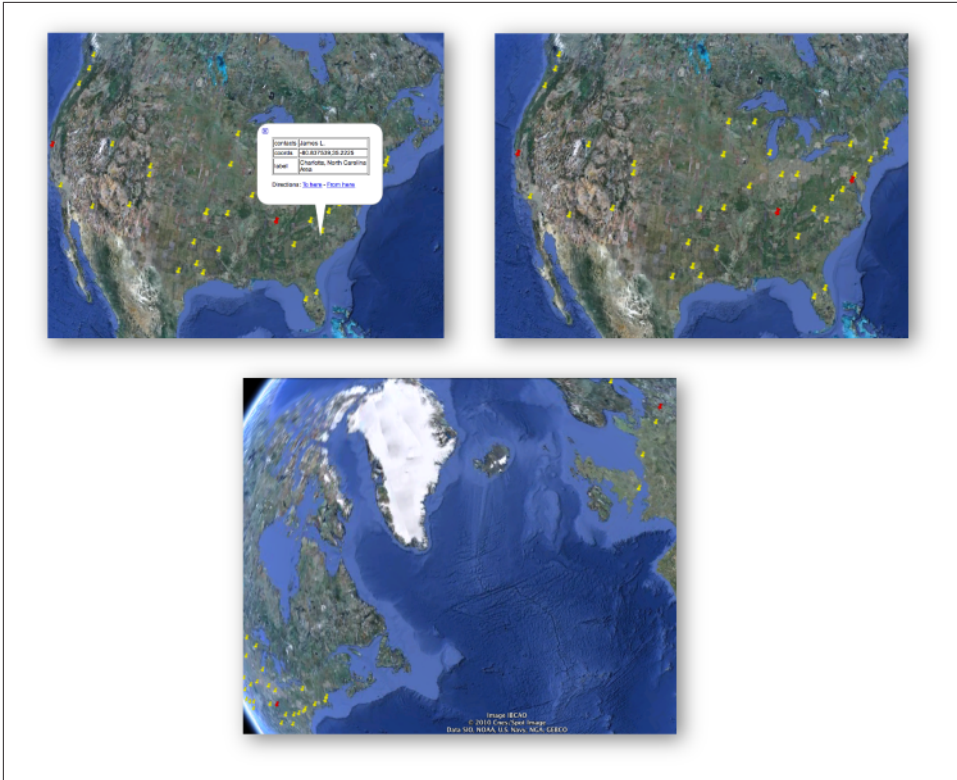 contacts James L.
coords -80.837539,35.2225
label Charlotte, North Carolina
Area
Directions: To here - From here
Image IBCAO
© 2010 Cnes/Spot Image
Data SIO, NOAA, U.S. Navy, NGA, GEBCO